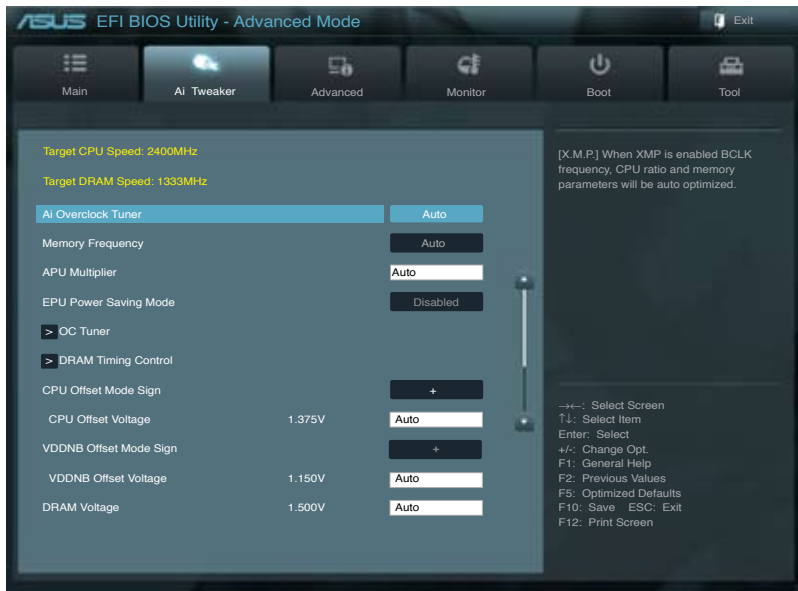 ASUS EFI BIOS Utility - Advanced Mode Exit
Main Ai Tweaker Advanced Monitor Boot Tool
Target CPU Speed: 2400MHz
Target DRAM Speed: 1333MHz
Ai Overclock Tuner Auto
Memory Frequency Auto
APU Multiplier Auto
EPU Power Saving Mode Disabled
> OC Tuner
> DRAM Timing Control
CPU Offset Mode Sign +
CPU Offset Voltage 1.375V Auto
VDDNB Offset Mode Sign +
VDDNB Offset Voltage 1.150V Auto
DRAM Voltage 1.500V Auto
[X.M.P.] When XMP is enabled BCLK
frequency, CPU ratio and memory
parameters will be auto optimized.
→←: Select Screen
↑↓: Select Item
Enter: Select
+/-: Change Opt.
F1: General Help
F2: Previous Values
F5: Optimized Defaults
F10: Save ESC: Exit
F12: Print Screen